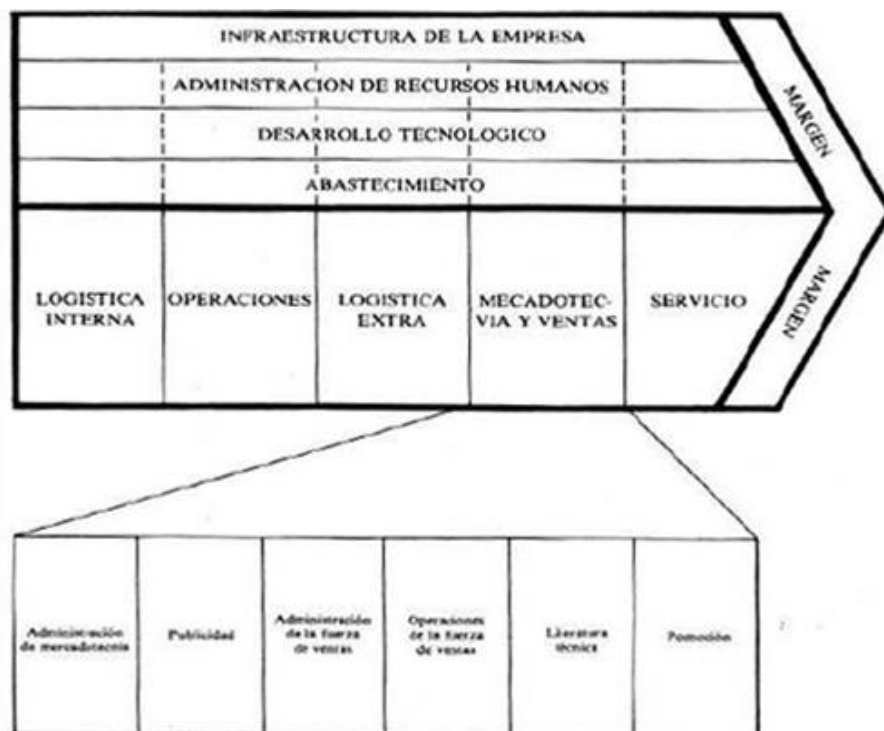 INFRAESTRUCTURA DE LA EMPRESA
ADMINISTRACION DE RECURSOS HUMANOS
DESARROLLO TECNOLOGICO
ABASTECIMIENTO
MARGEN
LOGISTICA
INTERNA
OPERACIONES
LOGISTICA
EXTRA
MECADOTEC-
VIA Y VENTAS
SERVICIO
MARGEN
Administración
de mercadotecnia
Publicidad
Administración
de la fuerza
de ventas
Operaciones
de la fuerza
de ventas
Literatura
técnica
Pomoción